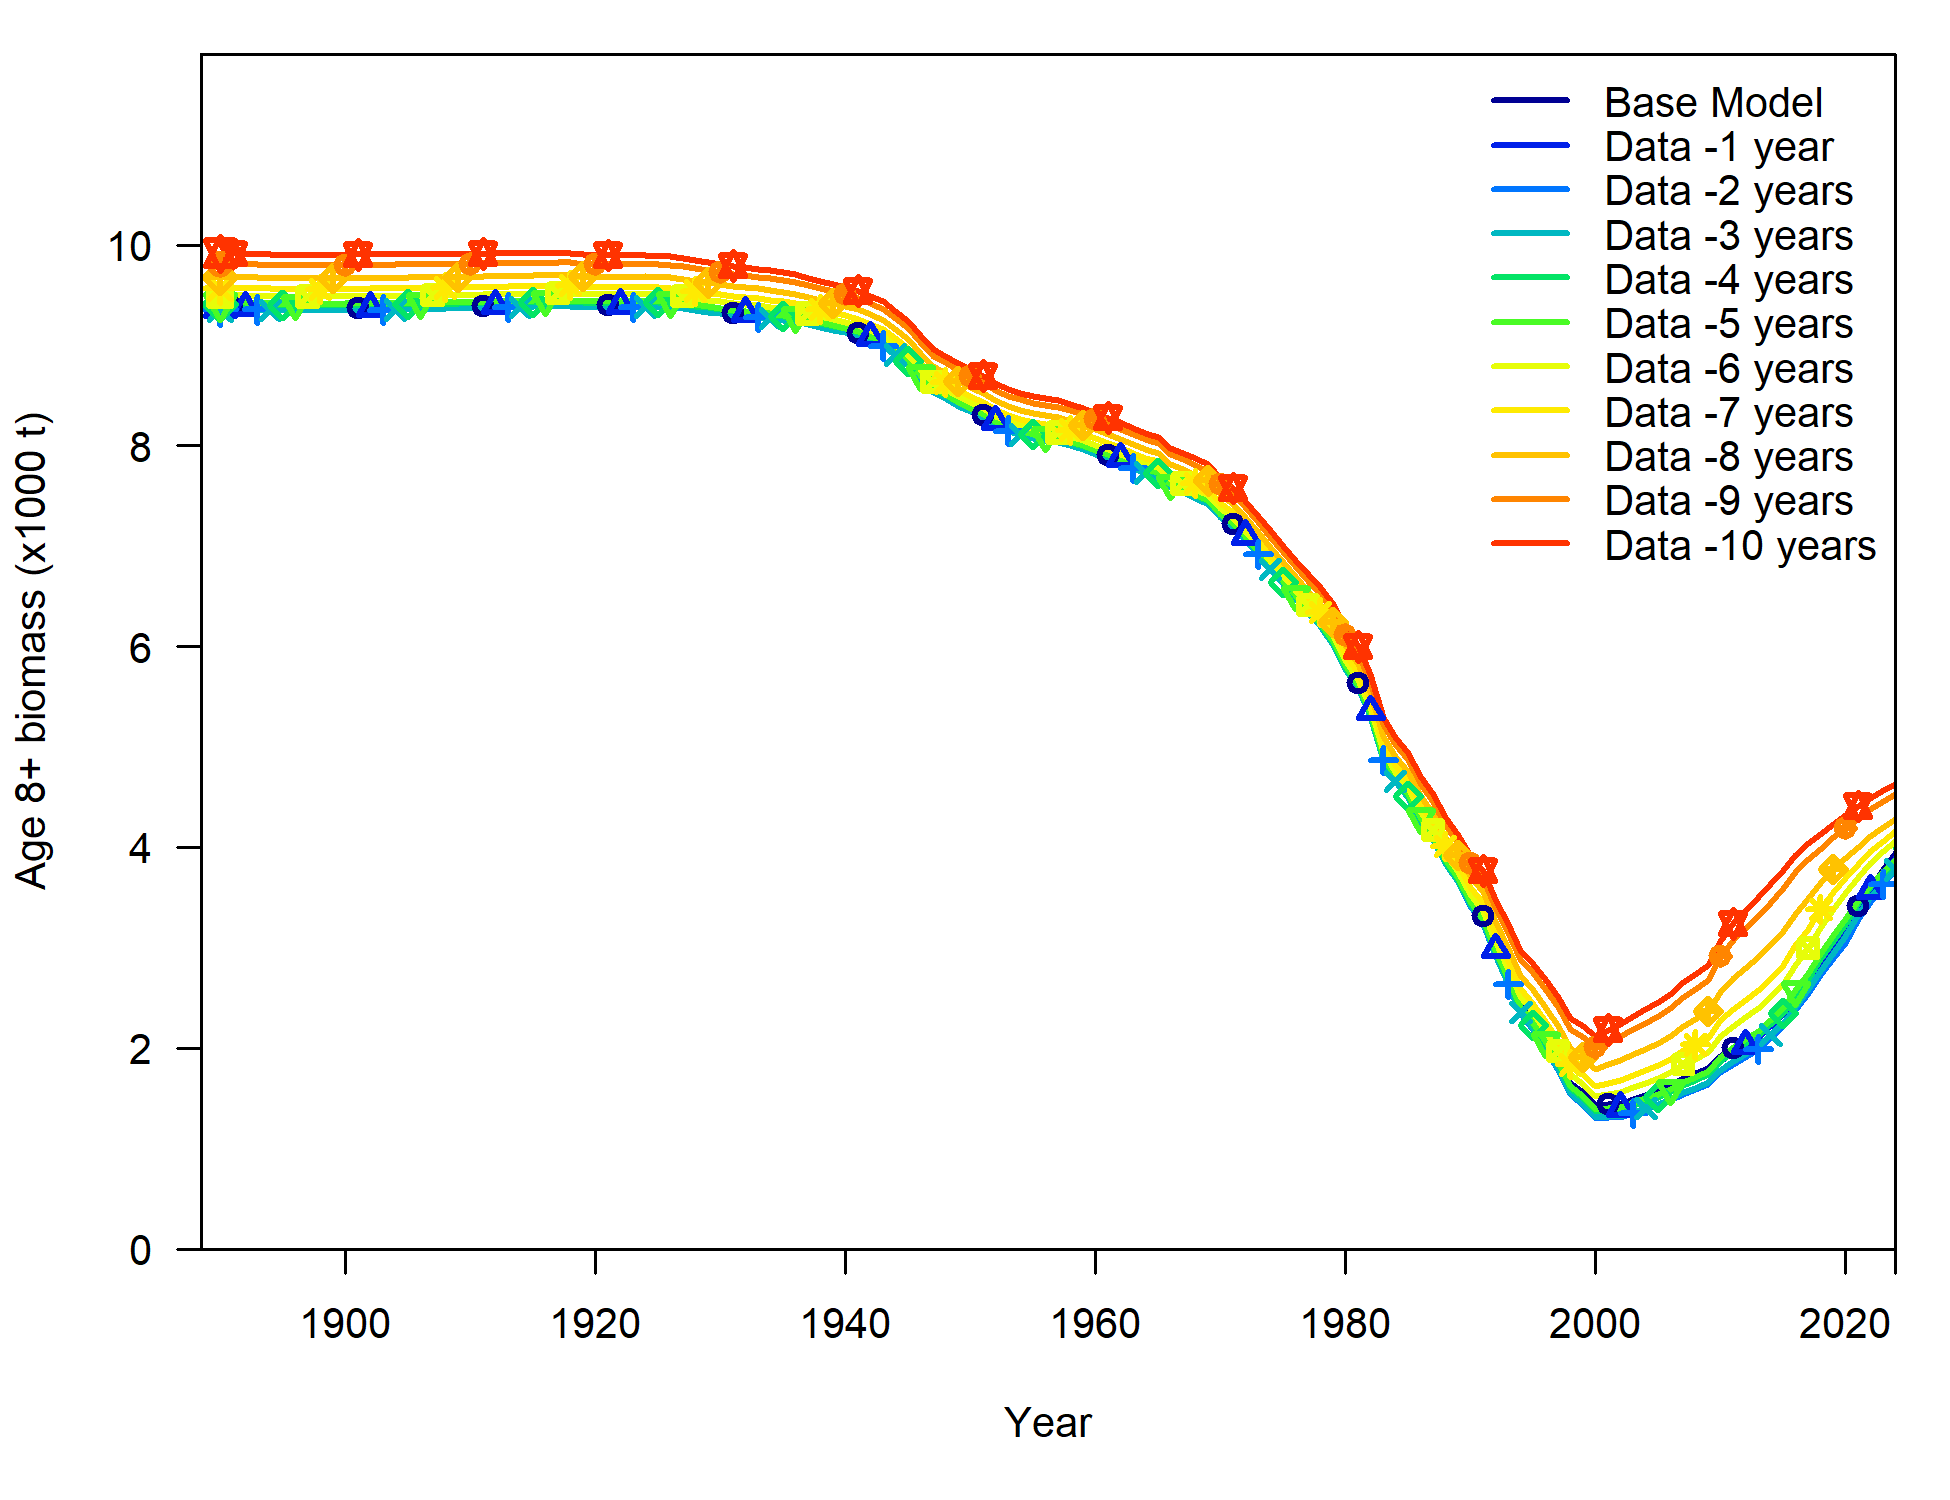 Base Model
Data -1 year
Data -2 years
Data -3 years
Data -4 years
Data -5 years
Data -6 years
Data -7 years
Data -8 years
Data -9 years
Data -10 years
Age 8+ biomass (x1000 t)
10
8
6
4
2
0
1900 1920 1940 1960 1980 2000 2020
Year